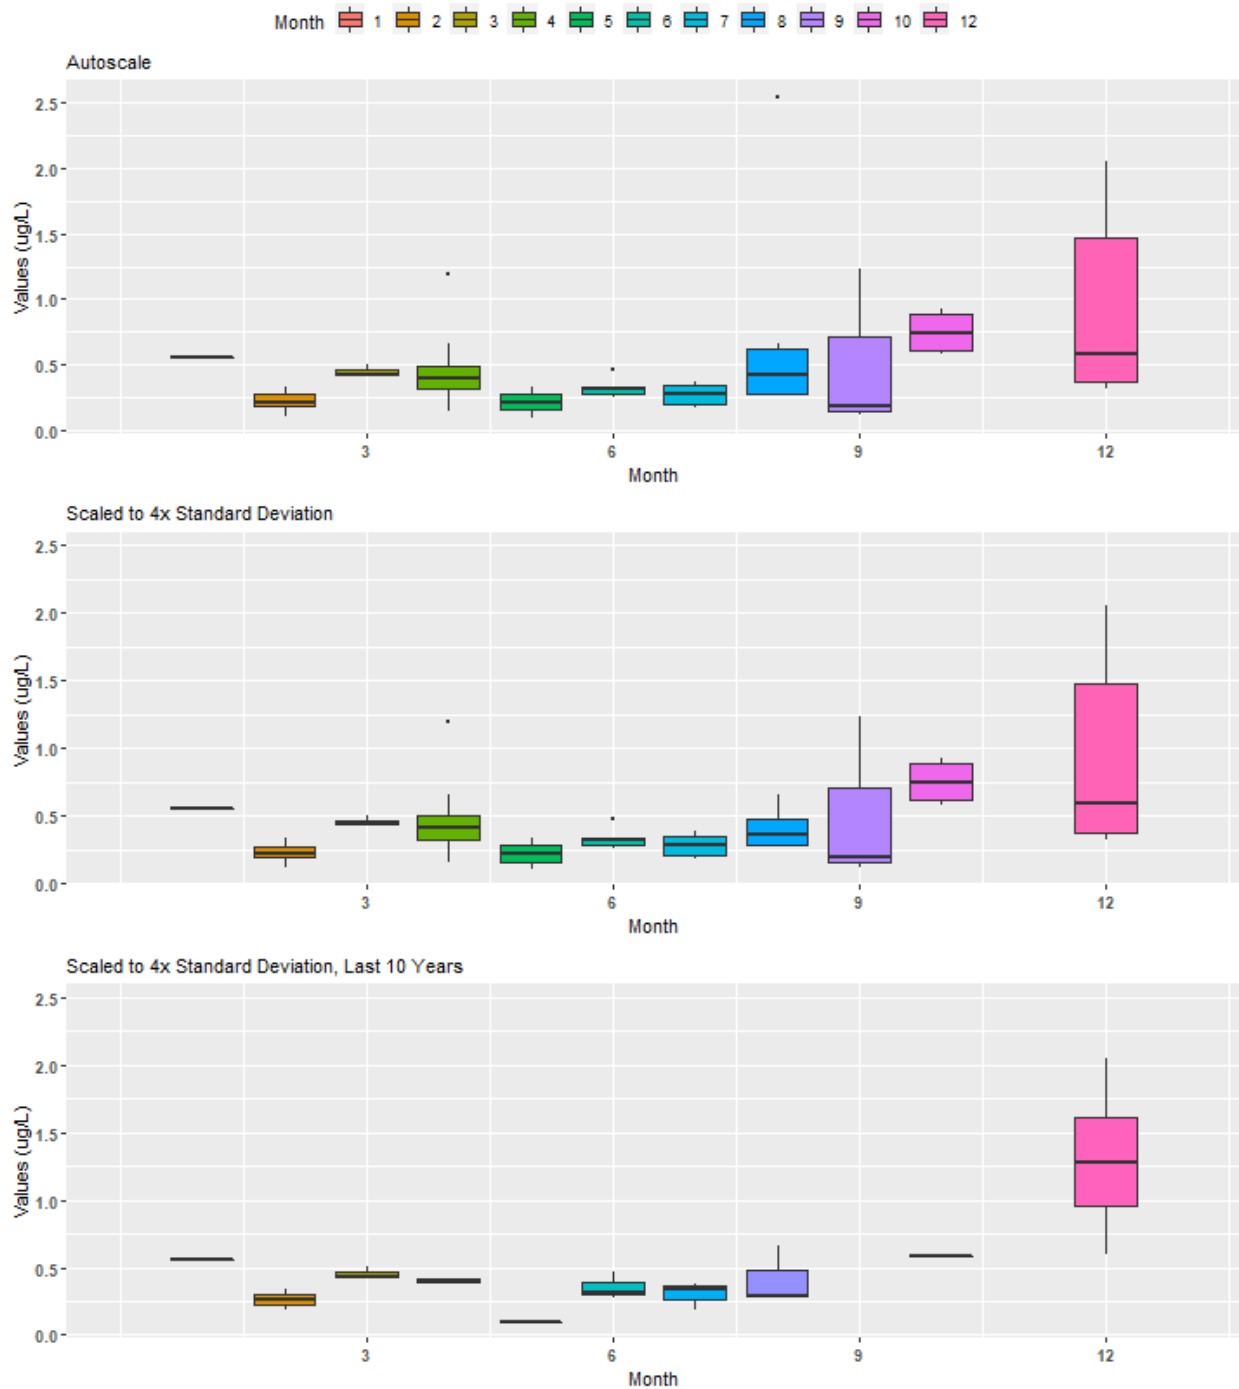 Month 1 2 3 4 5 6 7 8 9 10 12
Autoscale
Values (ug/L)
2.5
2.0
1.5
1.0
0.5
0.0
3 6 9 12
Month
Scaled to 4x Standard Deviation
Values (ug/L)
2.5
2.0
1.5
1.0
0.5
0.0
3 6 9 12
Month
Scaled to 4x Standard Deviation, Last 10 Years
Values (ug/L)
2.5
2.0
1.5
1.0
0.5
0.0
3 6 9 12
Month